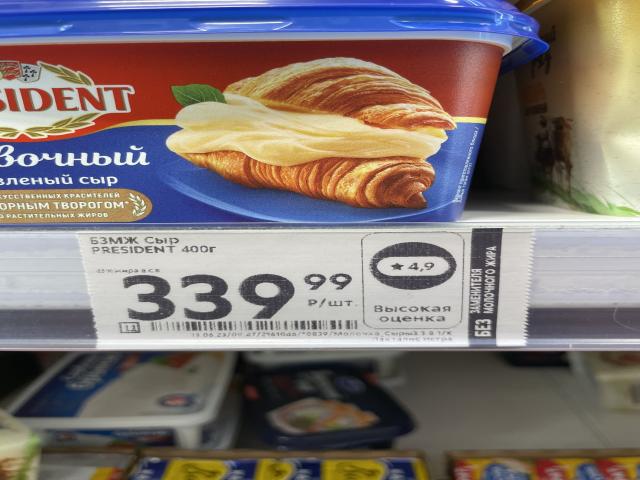 SIDENT
вочный
вленый сыр
КУССТВЕННЫХ КРАСИТЕЛЕЙ
ОРНЫМ ТВОРОГОМ*
РАСТИТЕЛЬНЫХ ЖИРОВ
БЗМЖ Сыр
PRESIDENT 400г
339 99
₽/шт.
★ 4,9
Высокая
оценка
БЕЗ ЗАМЕНИТЕЛЯ
МОЛОЧНОГО ЖИРА